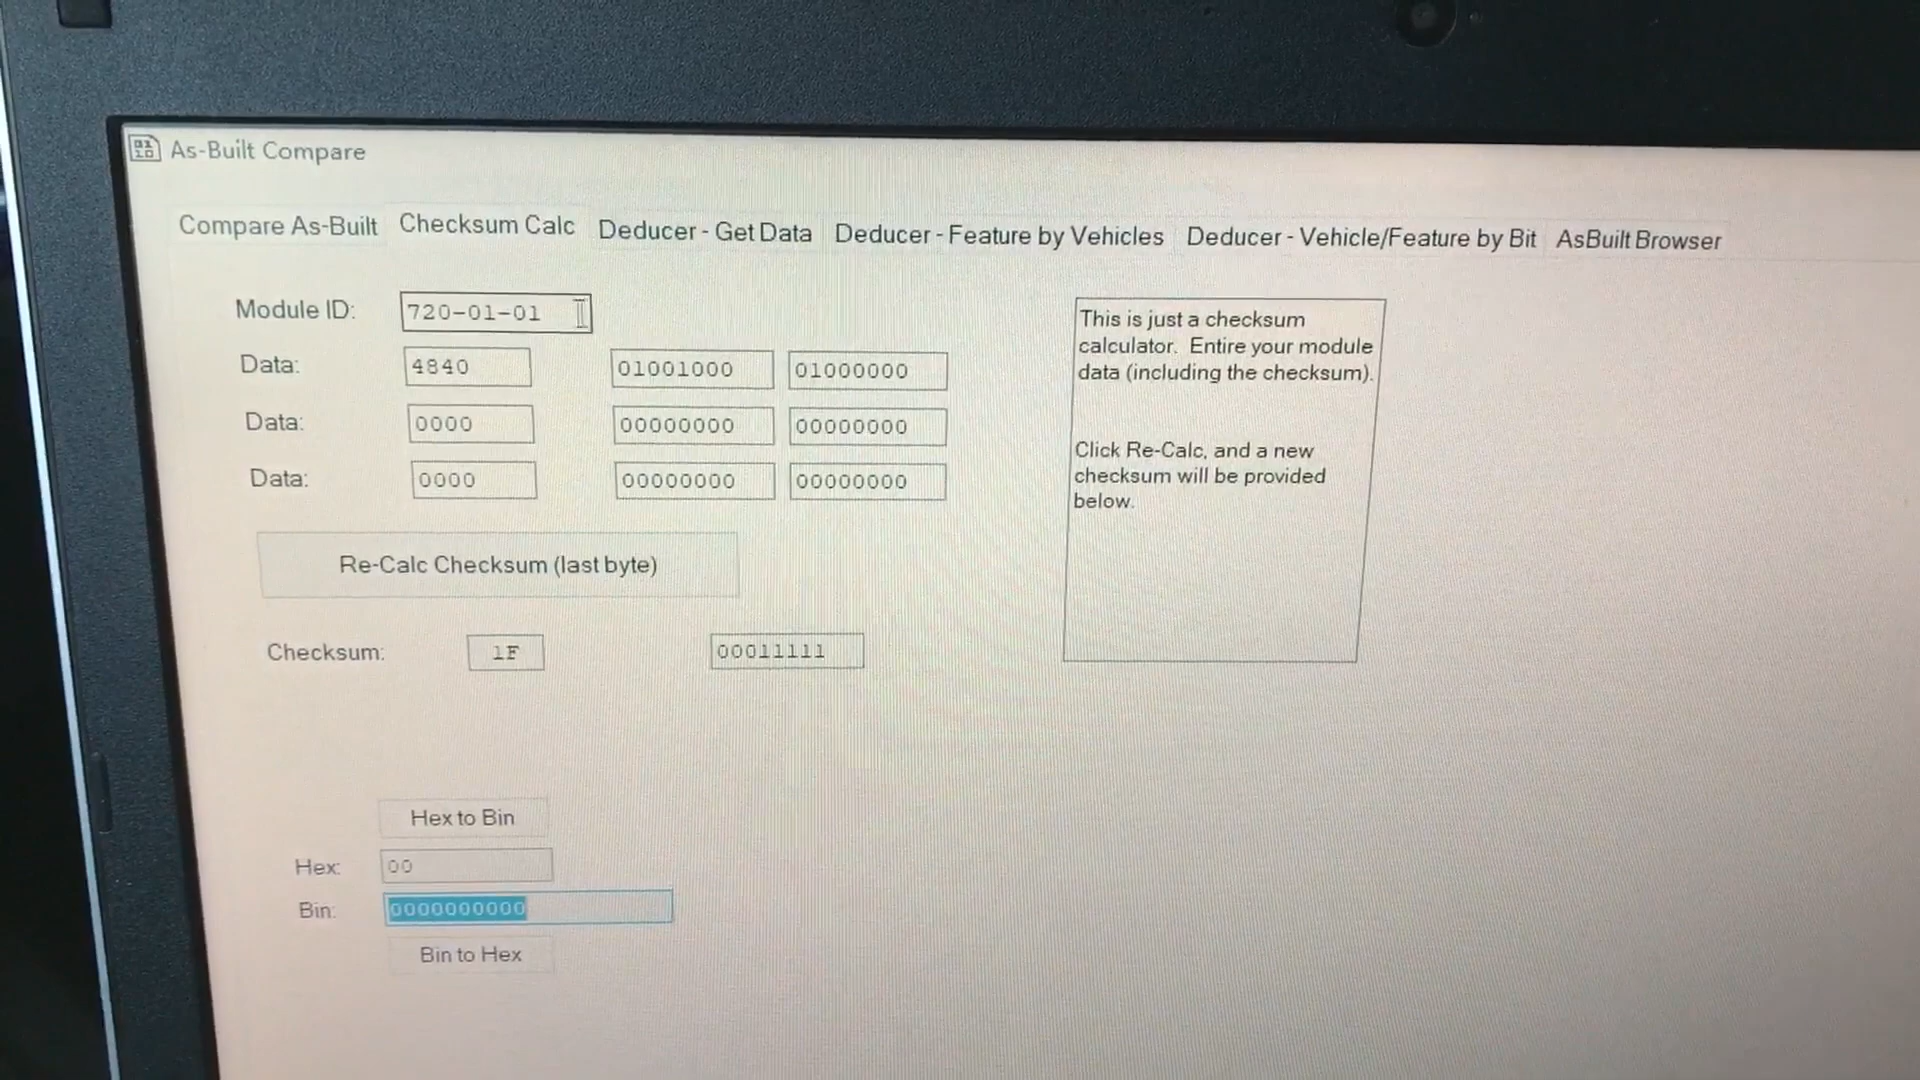 As-Built Compare
Compare As-Built Checksum Calc Deducer - Get Data Deducer - Feature by Vehicles Deducer - Vehicle/Feature by Bit AsBuilt Browser
Module ID: 720-01-01
Data: 4840 01001000 01000000
Data: 0000 00000000 00000000
Data: 0000 00000000 00000000
Re-Calc Checksum (last byte)
Checksum: 1F 00011111
This is just a checksum
calculator. Entire your module
data (including the checksum).
Click Re-Calc, and a new
checksum will be provided
below.
Hex to Bin
Hex: 00
Bin: 0000000000
Bin to Hex